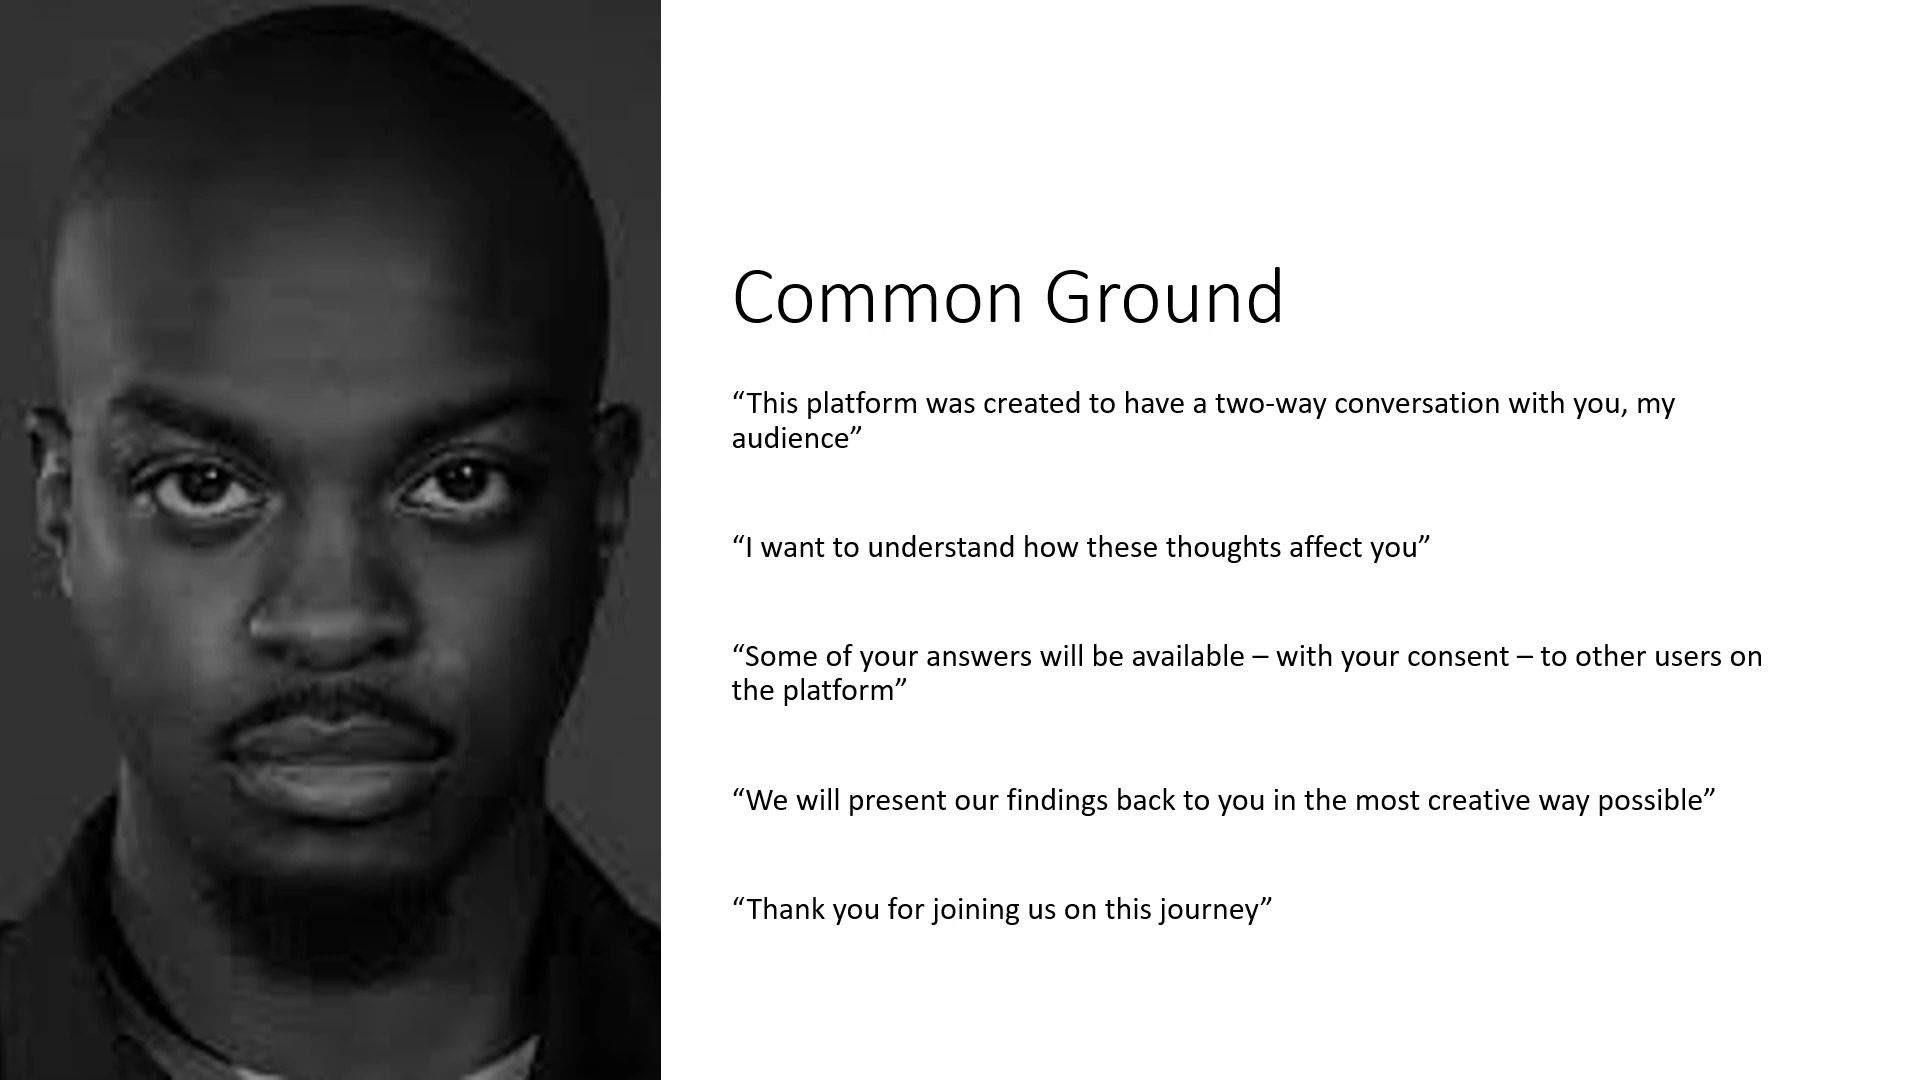 Common Ground
“This platform was created to have a two-way conversation with you, my
audience”
“I want to understand how these thoughts affect you”
“Some of your answers will be available – with your consent – to other users on
the platform”
“We will present our findings back to you in the most creative way possible”
“Thank you for joining us on this journey”